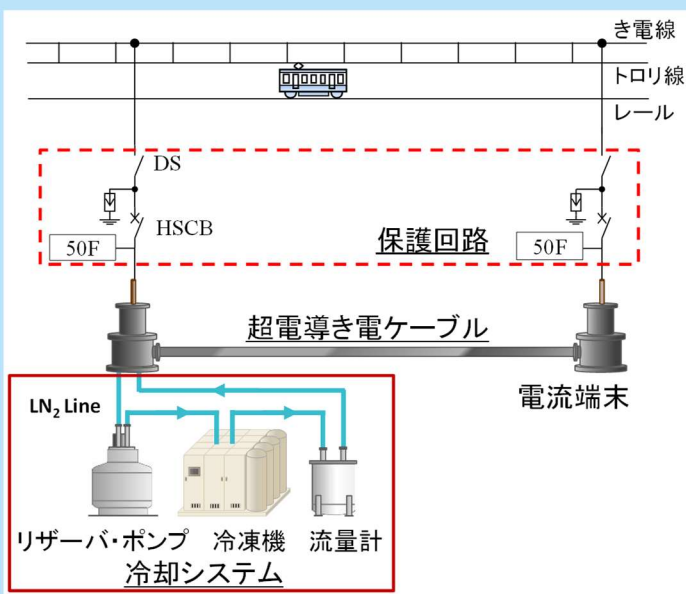 き電線
トロリ線
レール
DS
HSCB
50F
保護回路
50F
超電導き電ケーブル
電流端末
LN₂ Line
リザーバ・ポンプ 冷凍機 流量計
冷却システム